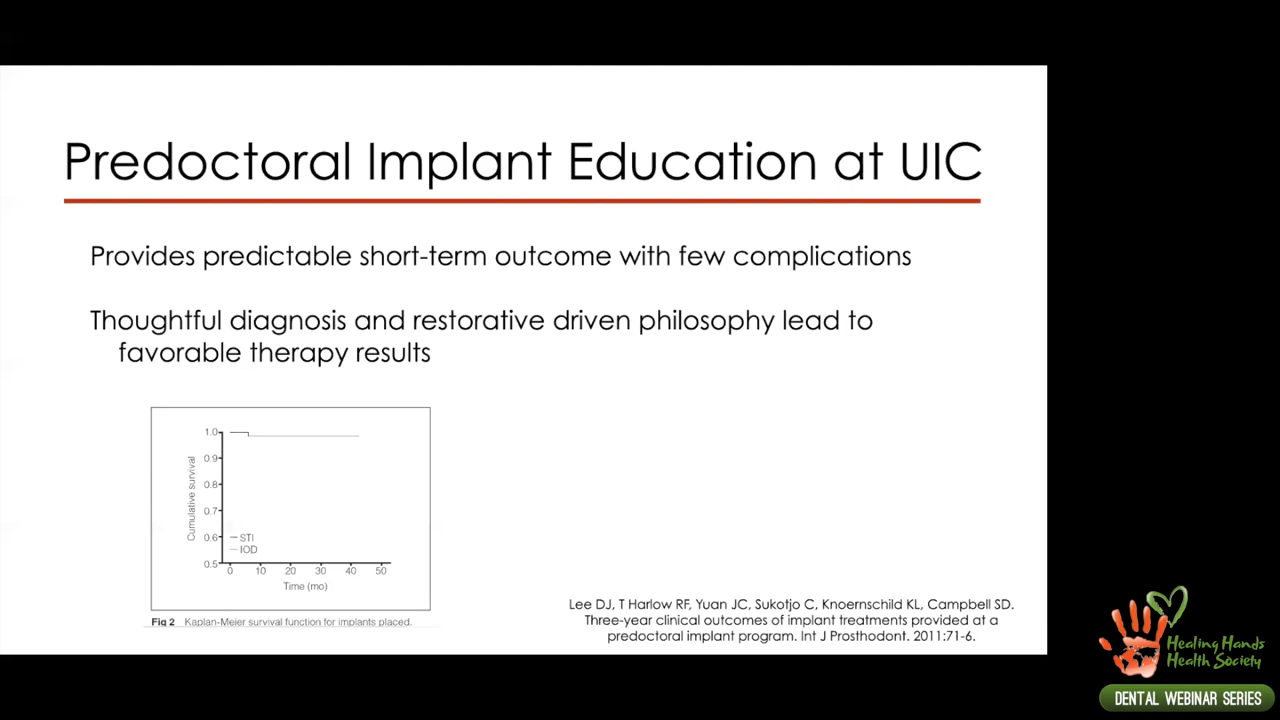 Predoctoral Implant Education at UIC
Provides predictable short-term outcome with few complications
Thoughtful diagnosis and restorative driven philosophy lead to
favorable therapy results
1.0
0.9
0.8
0.7
0.6
0.5
Cumulative survival
STI
IOD
0 10 20 30 40 50
Time (mo)
Fig 2 Kaplan-Meier survival function for implants placed.
Lee DJ, T Harlow RF, Yuan JC, Sukotjo C, Knoernschild KL, Campbell SD.
Three-year clinical outcomes of implant treatments provided at a
predoctoral implant program. Int J Prosthodont. 2011:71-6.
Healing Hands
Health Society
DENTAL WEBINAR SERIES